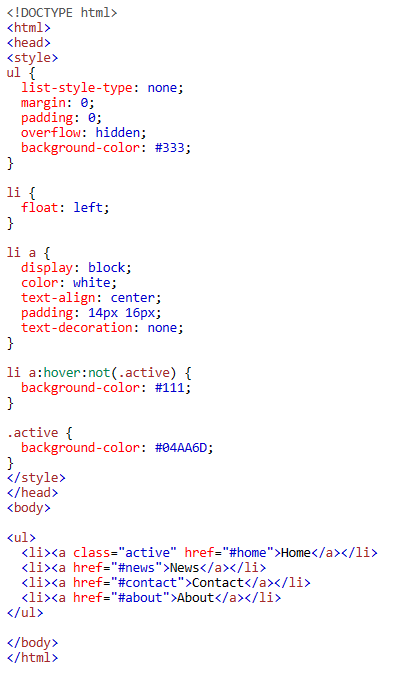 <!DOCTYPE html>
<html>
<head>
<style>
ul {
  list-style-type: none;
  margin: 0;
  padding: 0;
  overflow: hidden;
  background-color: #333;
}

li {
  float: left;
}

li a {
  display: block;
  color: white;
  text-align: center;
  padding: 14px 16px;
  text-decoration: none;
}

li a:hover:not(.active) {
  background-color: #111;
}

.active {
  background-color: #04AA6D;
}
</style>
</head>
<body>

<ul>
  <li><a class="active" href="#home">Home</a></li>
  <li><a href="#news">News</a></li>
  <li><a href="#contact">Contact</a></li>
  <li><a href="#about">About</a></li>
</ul>

</body>
</html>